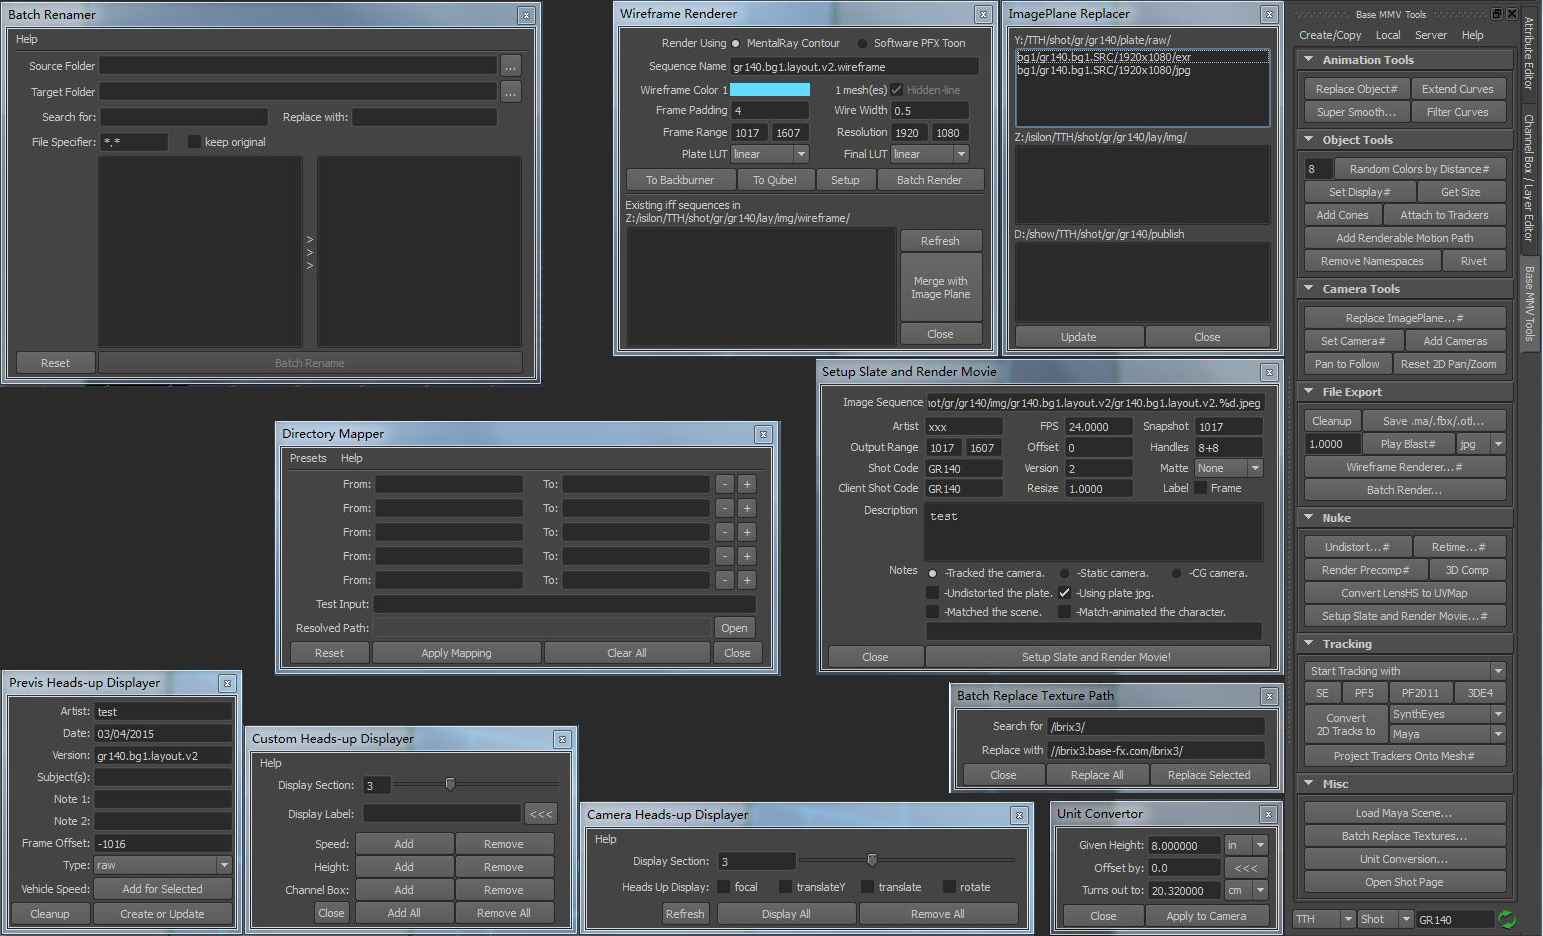 Batch Renamer
Help
Source Folder ...
Target Folder ...
Search for: Replace with:
File Specifier: *.* keep original
>
>
>
Reset Batch Rename
Wireframe Renderer
Render Using MentalRay Contour Software PFX Toon
Sequence Name gr140.bg1.layout.v2.wireframe
Wireframe Color 1 1 mesh(es) Hidden-line
Frame Padding 4 Wire Width 0.5
Frame Range 1017 1607 Resolution 1920 1080
Plate LUT linear Final LUT linear
To Backburner To Qube! Setup Batch Render
Existing iff sequences in
Z:/isilon/TTH/shot/gr/gr140/lay/img/wireframe/
Refresh
Merge with
Image Plane
Close
ImagePlane Replacer
Y:/TTH/shot/gr/gr140/plate/raw/
bg1/gr140.bg1.SRC/1920x1080/exr
bg1/gr140.bg1.SRC/1920x1080/jpg
Z:/isilon/TTH/shot/gr/gr140/lay/img/
D:/show/TTH/shot/gr/gr140/publish
Update Close
Directory Mapper
Presets Help
From: To: - +
From: To: - +
From: To: - +
From: To: - +
From: To: - +
Test Input:
Resolved Path: Open
Reset Apply Mapping Clear All Close
Setup Slate and Render Movie
Image Sequence ot/gr/gr140/img/gr140.bg1.layout.v2/gr140.bg1.layout.v2.%d.jpeg
Artist xxx FPS 24.0000 Snapshot 1017
Output Range 1017 1607 Offset 0 Handles 8+8
Shot Code GR140 Version 2 Matte None
Client Shot Code GR140 Resize 1.0000 Label Frame
Description test
Notes -Tracked the camera. -Static camera. -CG camera.
-Undistorted the plate. -Using plate jpg.
-Matched the scene. -Match-animated the character.
Close Setup Slate and Render Movie!
Previs Heads-up Displayer
Artist: test
Date: 03/04/2015
Version: gr140.bg1.layout.v2
Subject(s):
Note 1:
Note 2:
Frame Offset: -1016
Type: raw
Vehicle Speed: Add for Selected
Cleanup Create or Update
Custom Heads-up Displayer
Help
Display Section: 3
Display Label: <<<
Speed: Add Remove
Height: Add Remove
Channel Box: Add Remove
Close Add All Remove All
Camera Heads-up Displayer
Help
Display Section: 3
Heads Up Display: focal translateY translate rotate
Refresh Display All Remove All
Batch Replace Texture Path
Search for /ibrix3/
Replace with //ibrix3.base-fx.com/ibrix3/
Close Replace All Replace Selected
Unit Convertor
Given Height: 8.000000 in
Offset by: 0.0 <<<
Turns out to: 20.320000 cm
Close Apply to Camera
Base MMV Tools
Create/Copy Local Server Help
Animation Tools
Replace Object# Extend Curves
Super Smooth... Filter Curves
Object Tools
8 Random Colors by Distance#
Set Display# Get Size
Add Cones Attach to Trackers
Add Renderable Motion Path
Remove Namespaces Rivet
Camera Tools
Replace ImagePlane...#
Set Camera# Add Cameras
Pan to Follow Reset 2D Pan/Zoom
File Export
Cleanup Save .ma/.fbx/.otl...
1.0000 Play Blast# jpg
Wireframe Renderer...#
Batch Render...
Nuke
Undistort...# Retime...#
Render Precomp# 3D Comp
Convert LensHS to UVMap
Setup Slate and Render Movie...#
Tracking
Start Tracking with
SE PF5 PF2011 3DE4
Convert
2D Tracks to
SynthEyes
Maya
Project Trackers Onto Mesh#
Misc
Load Maya Scene...
Batch Replace Textures...
Unit Conversion...
Open Shot Page
TTH Shot GR140
Attribute Editor
Channel Box / Layer Editor
Base MMV Tools